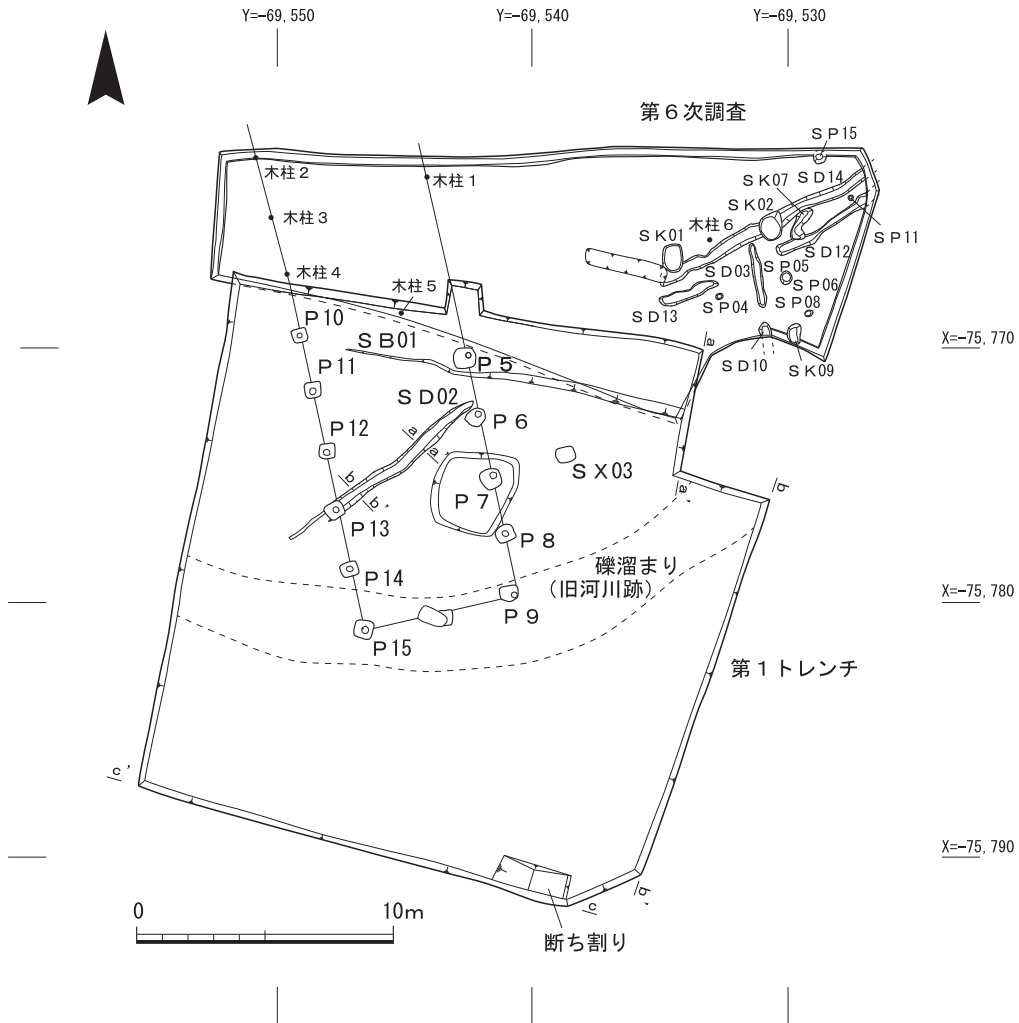 Y=-69,550
Y=-69,540
Y=-69,530
第６次調査
ＳＰ15
木柱２
木柱１
ＳＤ14
ＳＫ07
ＳＫ02
木柱３
木柱６
ＳＫ01
ＳＰ11
ＳＤ12
木柱４
ＳＤ03
ＳＰ05
ＳＰ06
木柱５
ＳＤ13
ＳＰ04
ＳＰ08
Ｐ10
ＳＢ01
a
X=-75,770
Ｐ５
ＳＤ10
ＳＫ09
Ｐ11
ＳＤ02
Ｐ６
Ｐ12
a
a'
ＳＸ03
b
b'
Ｐ７
a'
b
Ｐ13
Ｐ８
礫溜まり
（旧河川跡）
Ｐ14
X=-75,780
Ｐ９
Ｐ15
第１トレンチ
c'
X=-75,790
b'
c
0
10m
断ち割り